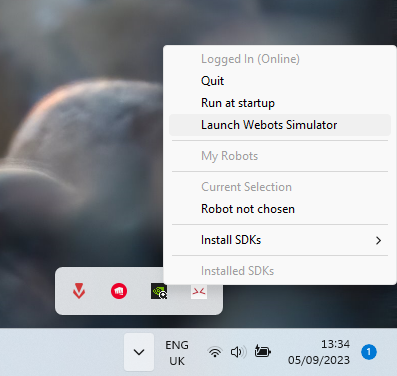 Logged In (Online)
Quit
Run at startup
Launch Webots Simulator
My Robots
Current Selection
Robot not chosen
Install SDKs
Installed SDKs
ENG
UK
13:34
05/09/2023
1